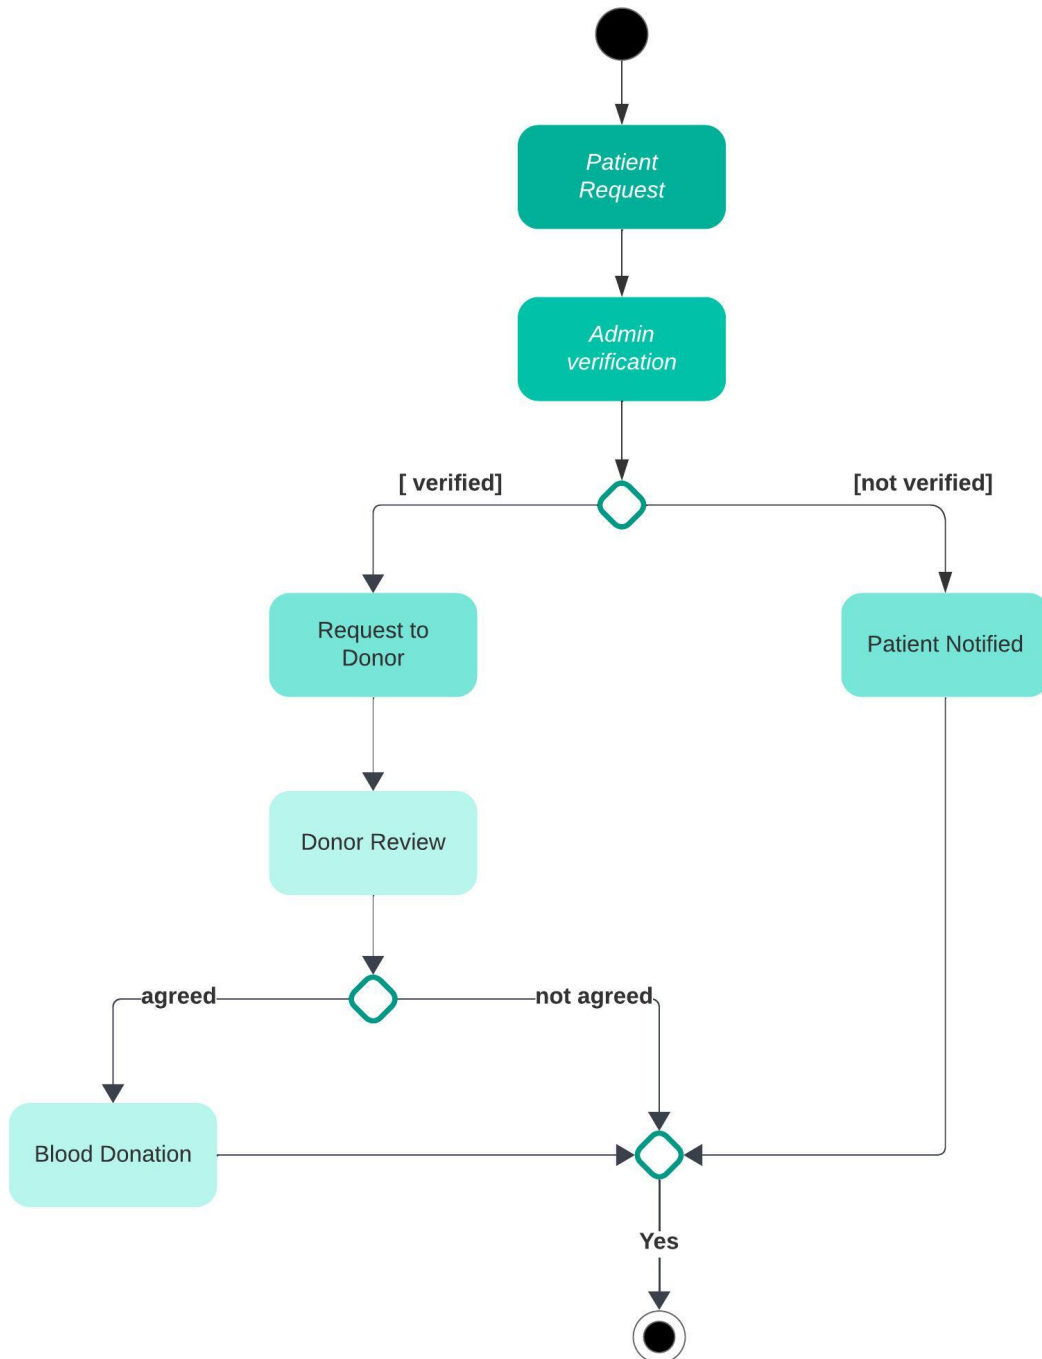 Patient
Request
Admin
verification
[ verified]
[not verified]
Request to
Donor
Patient Notified
Donor Review
agreed
not agreed
Blood Donation
Yes